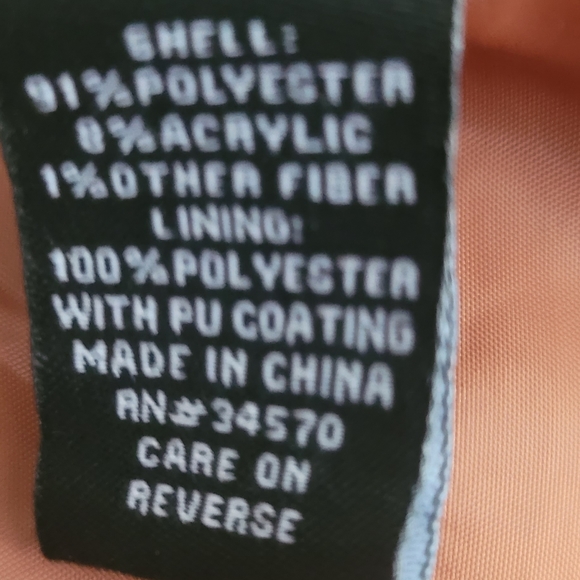 SHELL:
91%POLYESTER
8%ACRYLIC
1%OTHER FIBER
LINING:
100%POLYESTER
WITH PU COATING
MADE IN CHINA
RN#34570
CARE ON
REVERSE